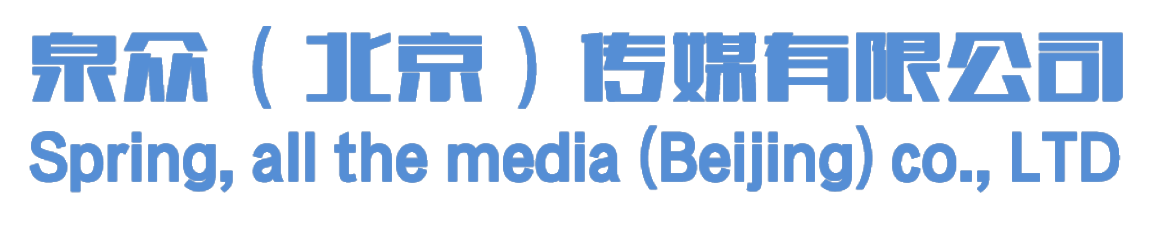 泉众（北京）传媒有限公司
Spring, all the media (Beijing) co., LTD